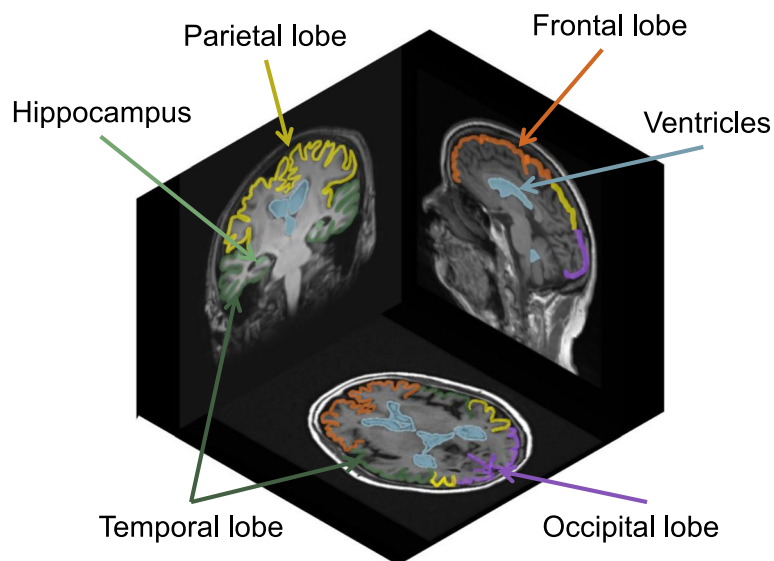 Frontal lobe
Parietal lobe
Hippocampus
Ventricles
Temporal lobe
Occipital lobe